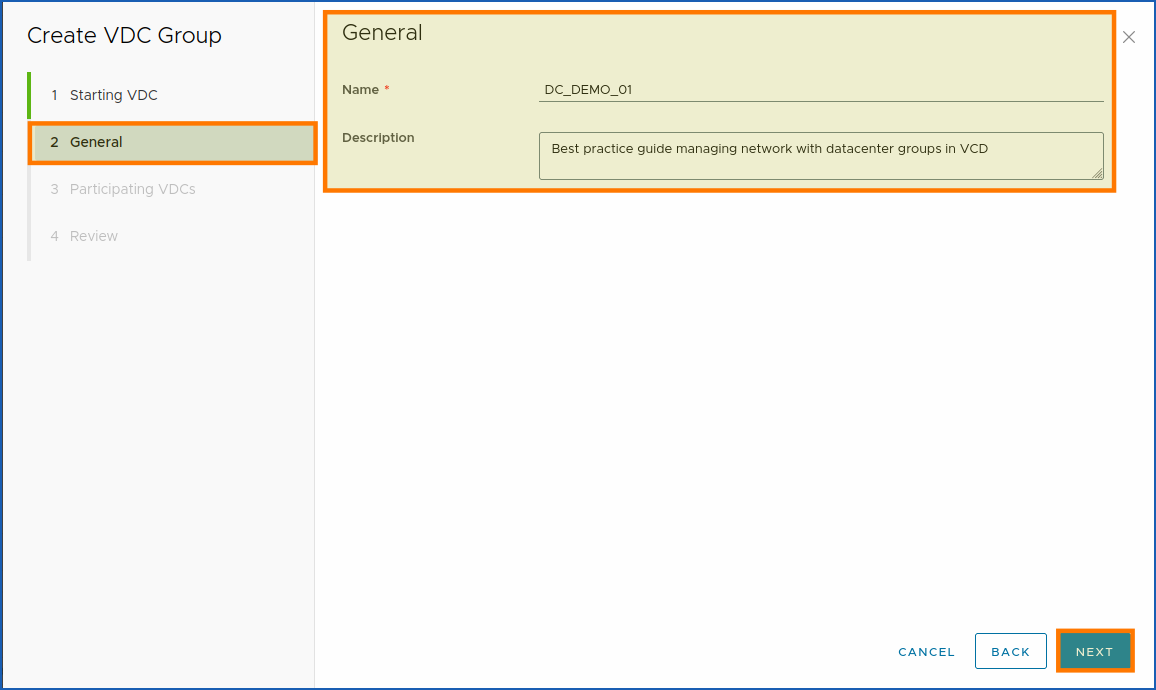 Create VDC Group
1 Starting VDC
2 General
3 Participating VDCs
4 Review
General
Name *
DC_DEMO_01
Description
Best practice guide managing network with datacenter groups in VCD
CANCEL
BACK
NEXT